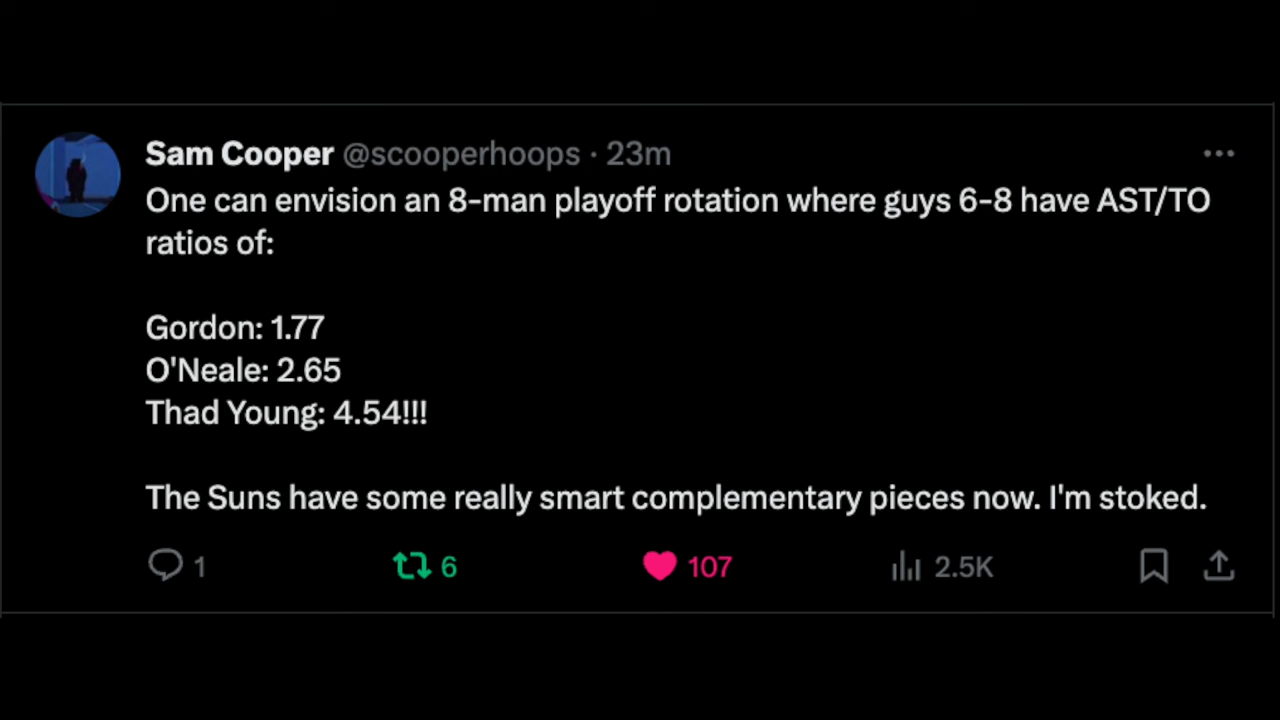 Sam Cooper @scooperhoops · 23m
One can envision an 8-man playoff rotation where guys 6-8 have AST/TO
ratios of:
Gordon: 1.77
O'Neale: 2.65
Thad Young: 4.54!!!
The Suns have some really smart complementary pieces now. I'm stoked.
1 6 107 2.5K